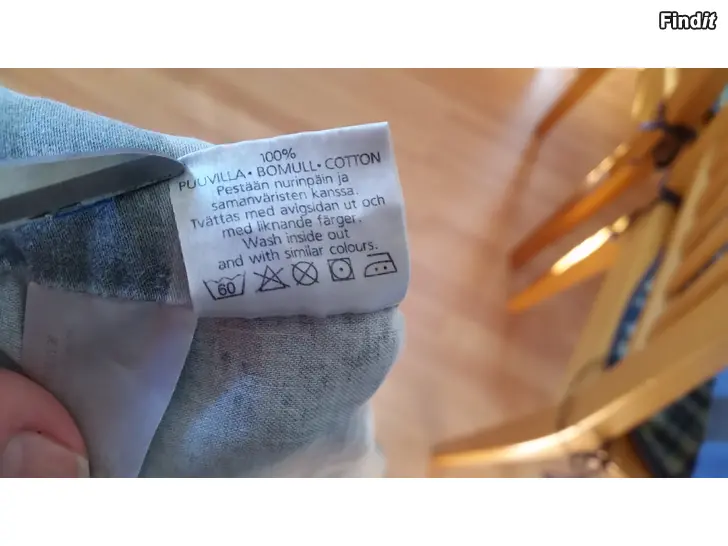 Findit
100%
PUUVILLA • BOMULL • COTTON
Pestään nurinpäin ja
samanväristen kanssa.
Tvättas med avigsidan ut och
med liknande färger.
Wash inside out
and with similar colours.
60